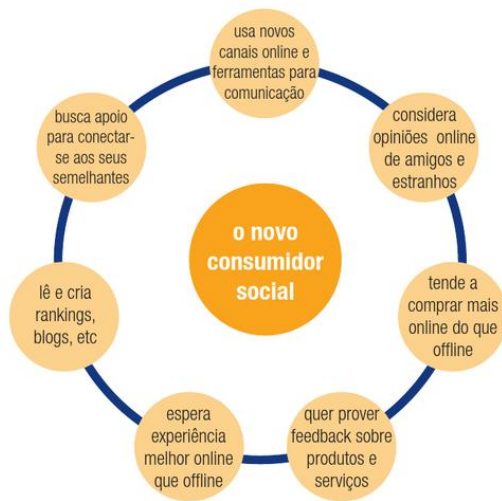 usa novos
canais online e
ferramentas para
comunicação
considera
opiniões online
de amigos e
estranhos
tende a
comprar mais
online do que
offline
quer prover
feedback sobre
produtos e
serviços
espera
experiência
melhor online
que offline
lê e cria
rankings,
blogs, etc
busca apoio
para conectar-
se aos seus
semelhantes
o novo
consumidor
social